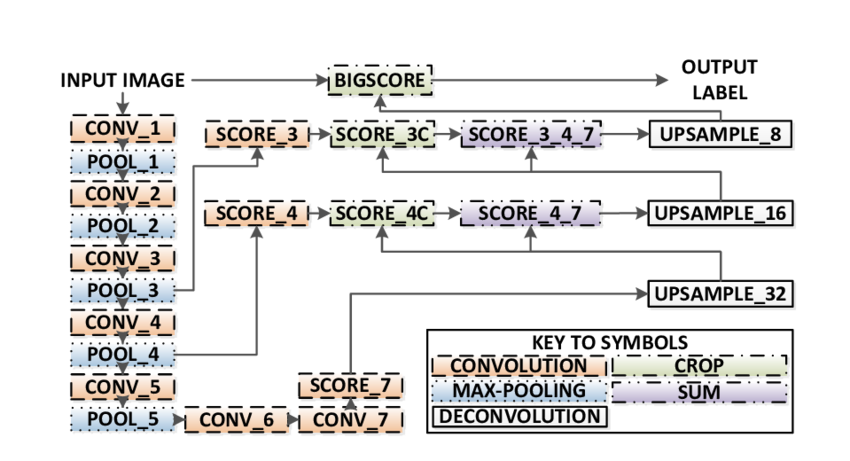 INPUT IMAGE
BIGSCORE
OUTPUT
LABEL
CONV_1
SCORE_3
SCORE_3C
SCORE_3_4_7
UPSAMPLE_8
POOL_1
CONV_2
POOL_2
SCORE_4
SCORE_4C
SCORE_4_7
UPSAMPLE_16
CONV_3
POOL_3
UPSAMPLE_32
CONV_4
POOL_4
CONV_5
SCORE_7
POOL_5
CONV_6
CONV_7
KEY TO SYMBOLS
CONVOLUTION
CROP
MAX-POOLING
SUM
DECONVOLUTION